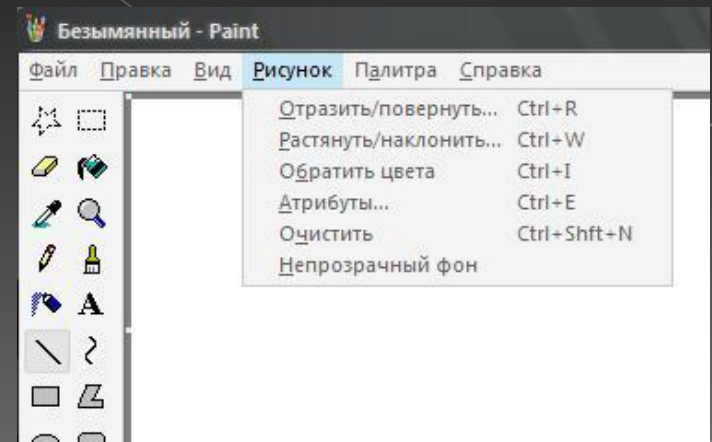 Безымянный - Paint
Файл Правка Вид Рисунок Палитра Справка
Отразить/повернуть... Ctrl+R
Растянуть/наклонить... Ctrl+W
Обратить цвета Ctrl+I
Атрибуты... Ctrl+E
Очистить Ctrl+Shft+N
Непрозрачный фон
A